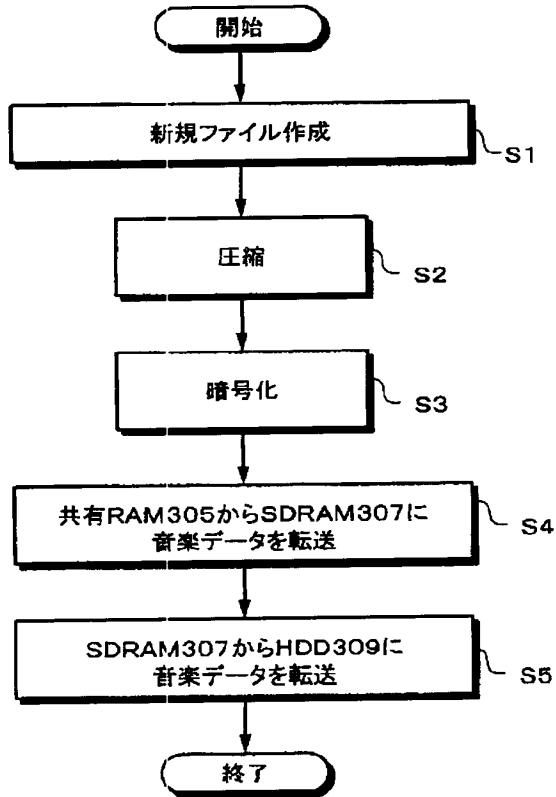 開始
新規ファイル作成
S1
圧縮
S2
暗号化
S3
共有RAM305からSDRAM307に
音楽データを転送
S4
SDRAM307からHDD309に
音楽データを転送
S5
終了